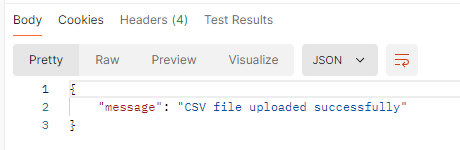 Body Cookies Headers (4) Test Results
Pretty Raw Preview Visualize JSON
1 {
2 "message": "CSV file uploaded successfully"
3 }